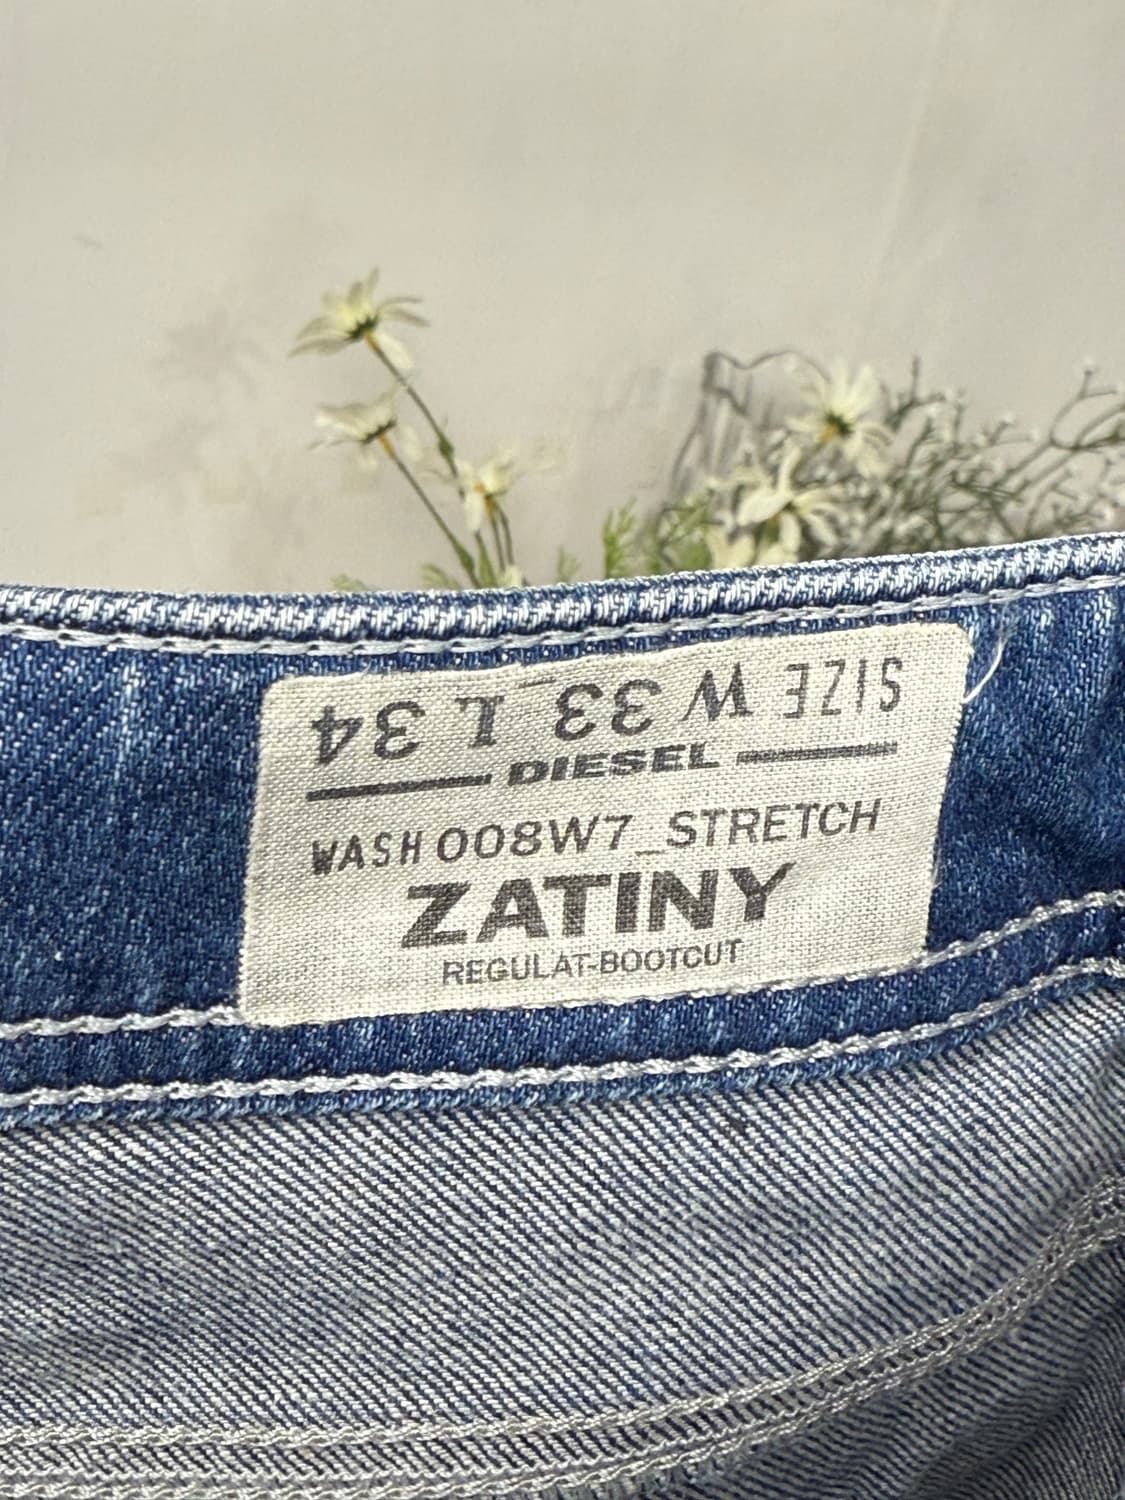 SIZE W 33 L 34
DIESEL
WASH 008W7_STRETCH
ZATINY
REGULAT-BOOTCUT